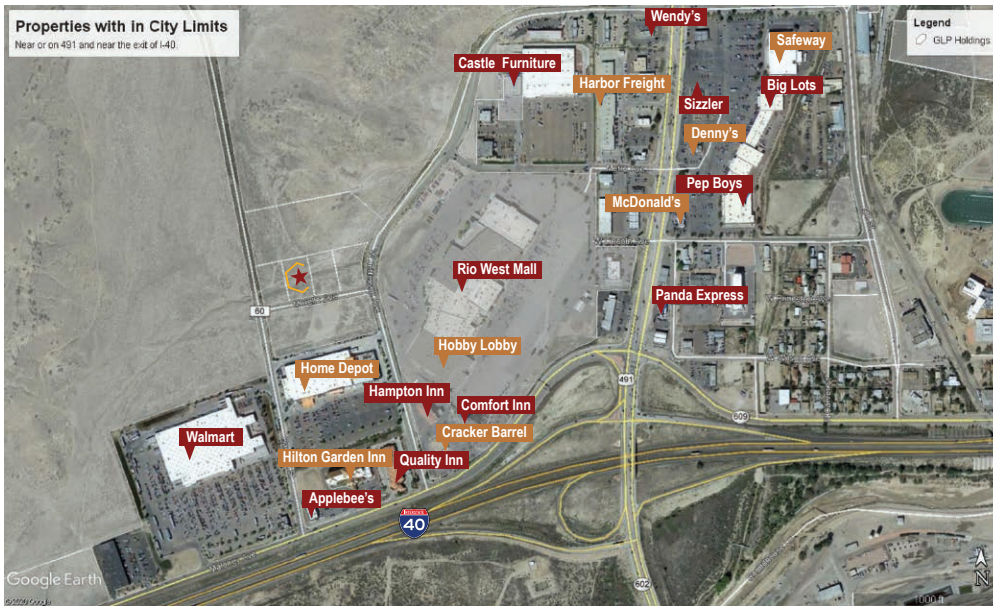 Properties with in City Limits
Near or on 491 and near the exit of I-40.
Legend
GLP Holdings
Wendy's
Safeway
Castle Furniture
Harbor Freight
Big Lots
Sizzler
Denny's
Pep Boys
McDonald's
Rio West Mall
Panda Express
60
Hobby Lobby
Home Depot
491
Hampton Inn
Comfort Inn
609
Cracker Barrel
Walmart
Hilton Garden Inn
Quality Inn
Applebee's
INTERSTATE
40
602
Google Earth
N
1000 ft